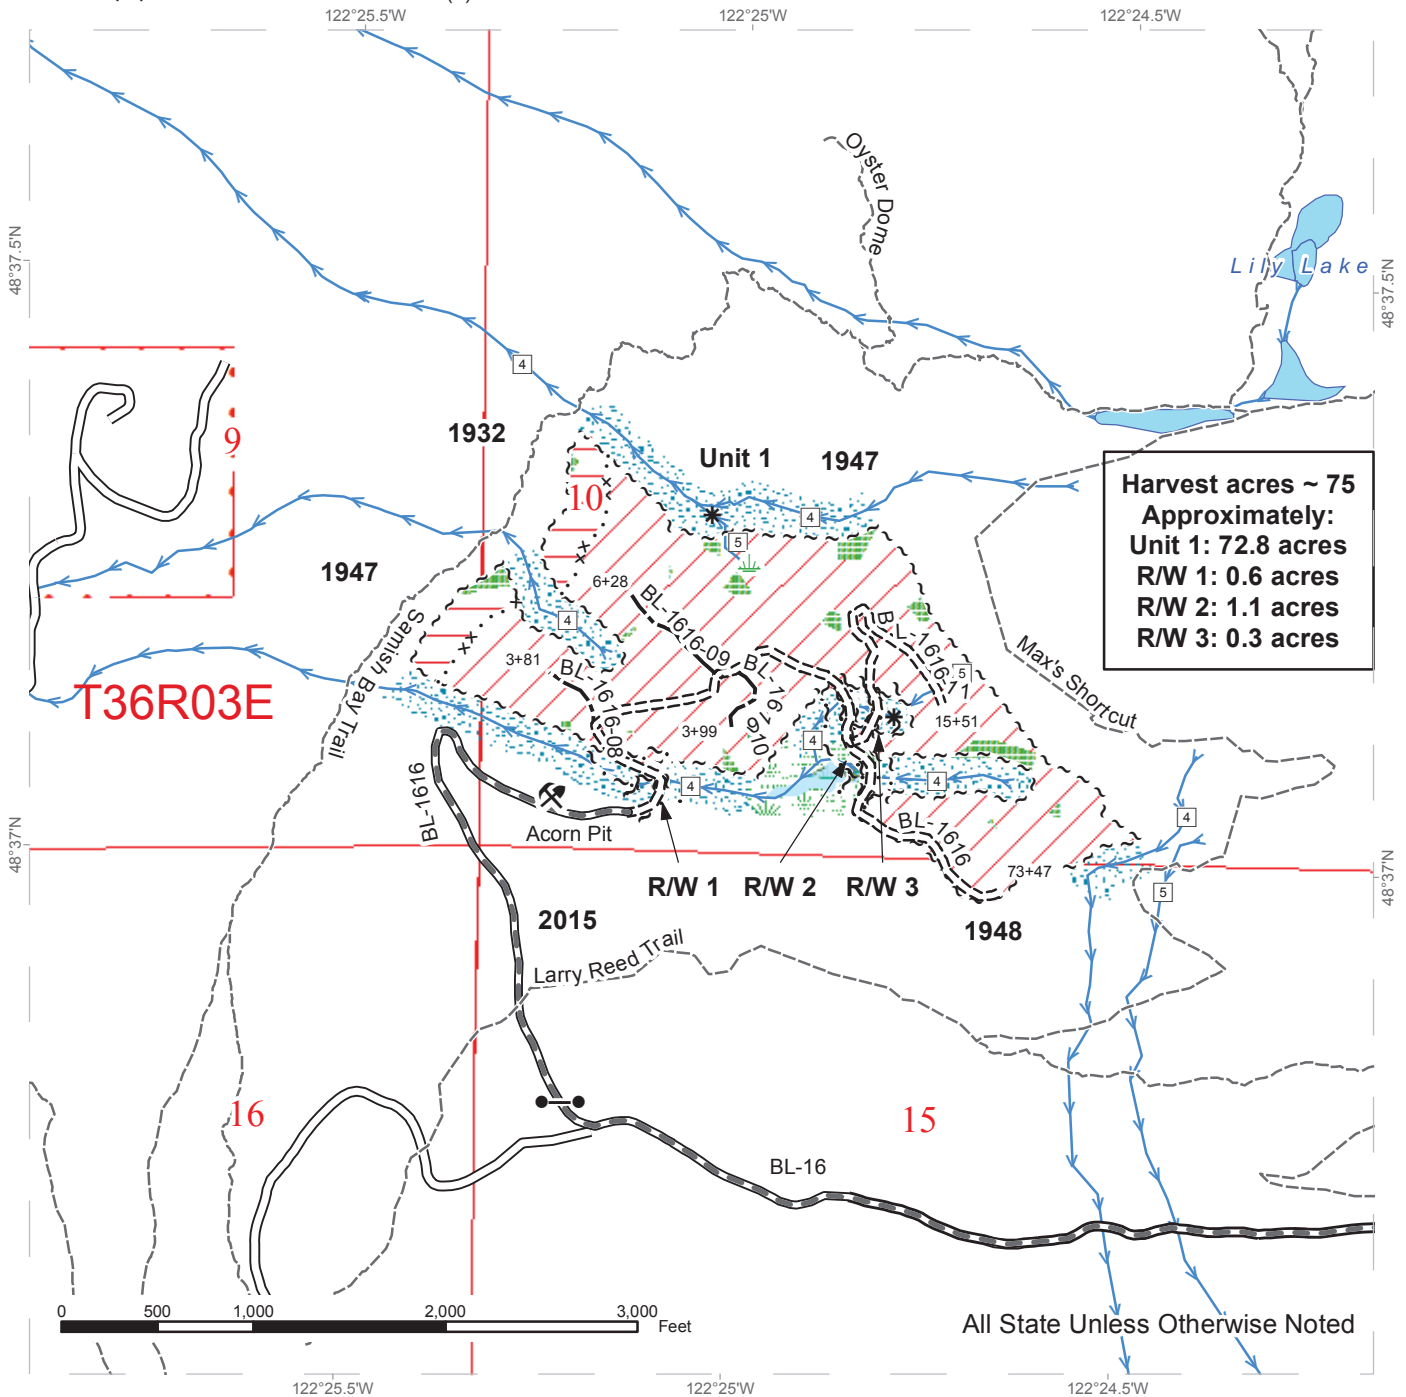 122°25.5'W
122°25'W
122°24.5'W
48°37.5'N
48°37.5'N
Oyster Dome
Lily Lake
4
9
1932
Unit 1
1947
10
Harvest acres ~ 75
Approximately:
Unit 1: 72.8 acres
R/W 1: 0.6 acres
R/W 2: 1.1 acres
R/W 3: 0.3 acres
4
5
1947
6+28
4
BL-1616-09
BL-1616-11
Samish Bay Trail
3+81
BL-1616-08
BL-1616-10
5
Max's Shortcut
T36R03E
3+99
15+51
4
4
4
BL-1616
Acorn Pit
BL-1616
4
48°37'N
48°37'N
73+47
5
R/W 1
R/W 2
R/W 3
2015
1948
Larry Reed Trail
16
15
BL-16
0
500
1,000
2,000
3,000
Feet
All State Unless Otherwise Noted
122°25.5'W
122°25'W
122°24.5'W